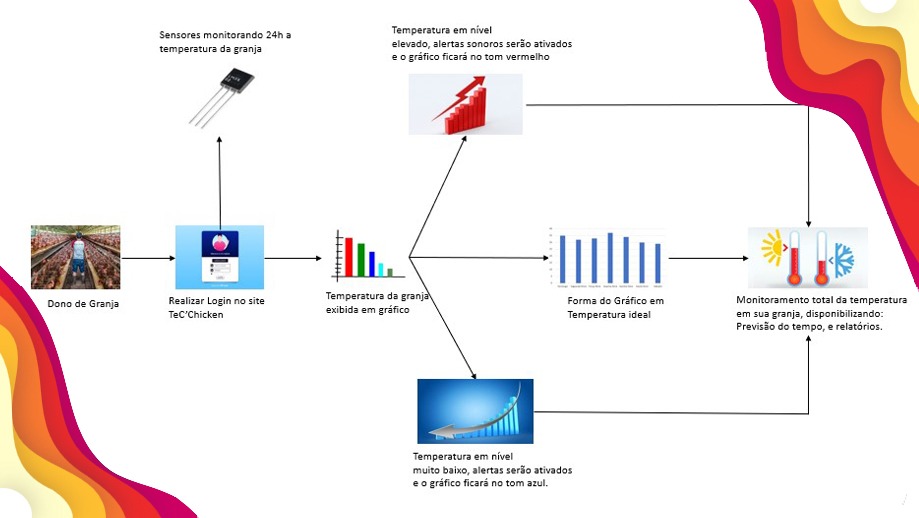 Sensores monitorando 24h a
temperatura da granja
Temperatura em nível
elevado, alertas sonoros serão ativados
e o gráfico ficará no tom vermelho
Dono de Granja
Realizar Login no site
TeC'Chicken
Temperatura da granja
exibida em gráfico
Forma do Gráfico em
Temperatura ideal
Monitoramento total da temperatura
em sua granja, disponibilizando:
Previsão do tempo, e relatórios.
Temperatura em nível
muito baixo, alertas serão ativados
e o gráfico ficará no tom azul.